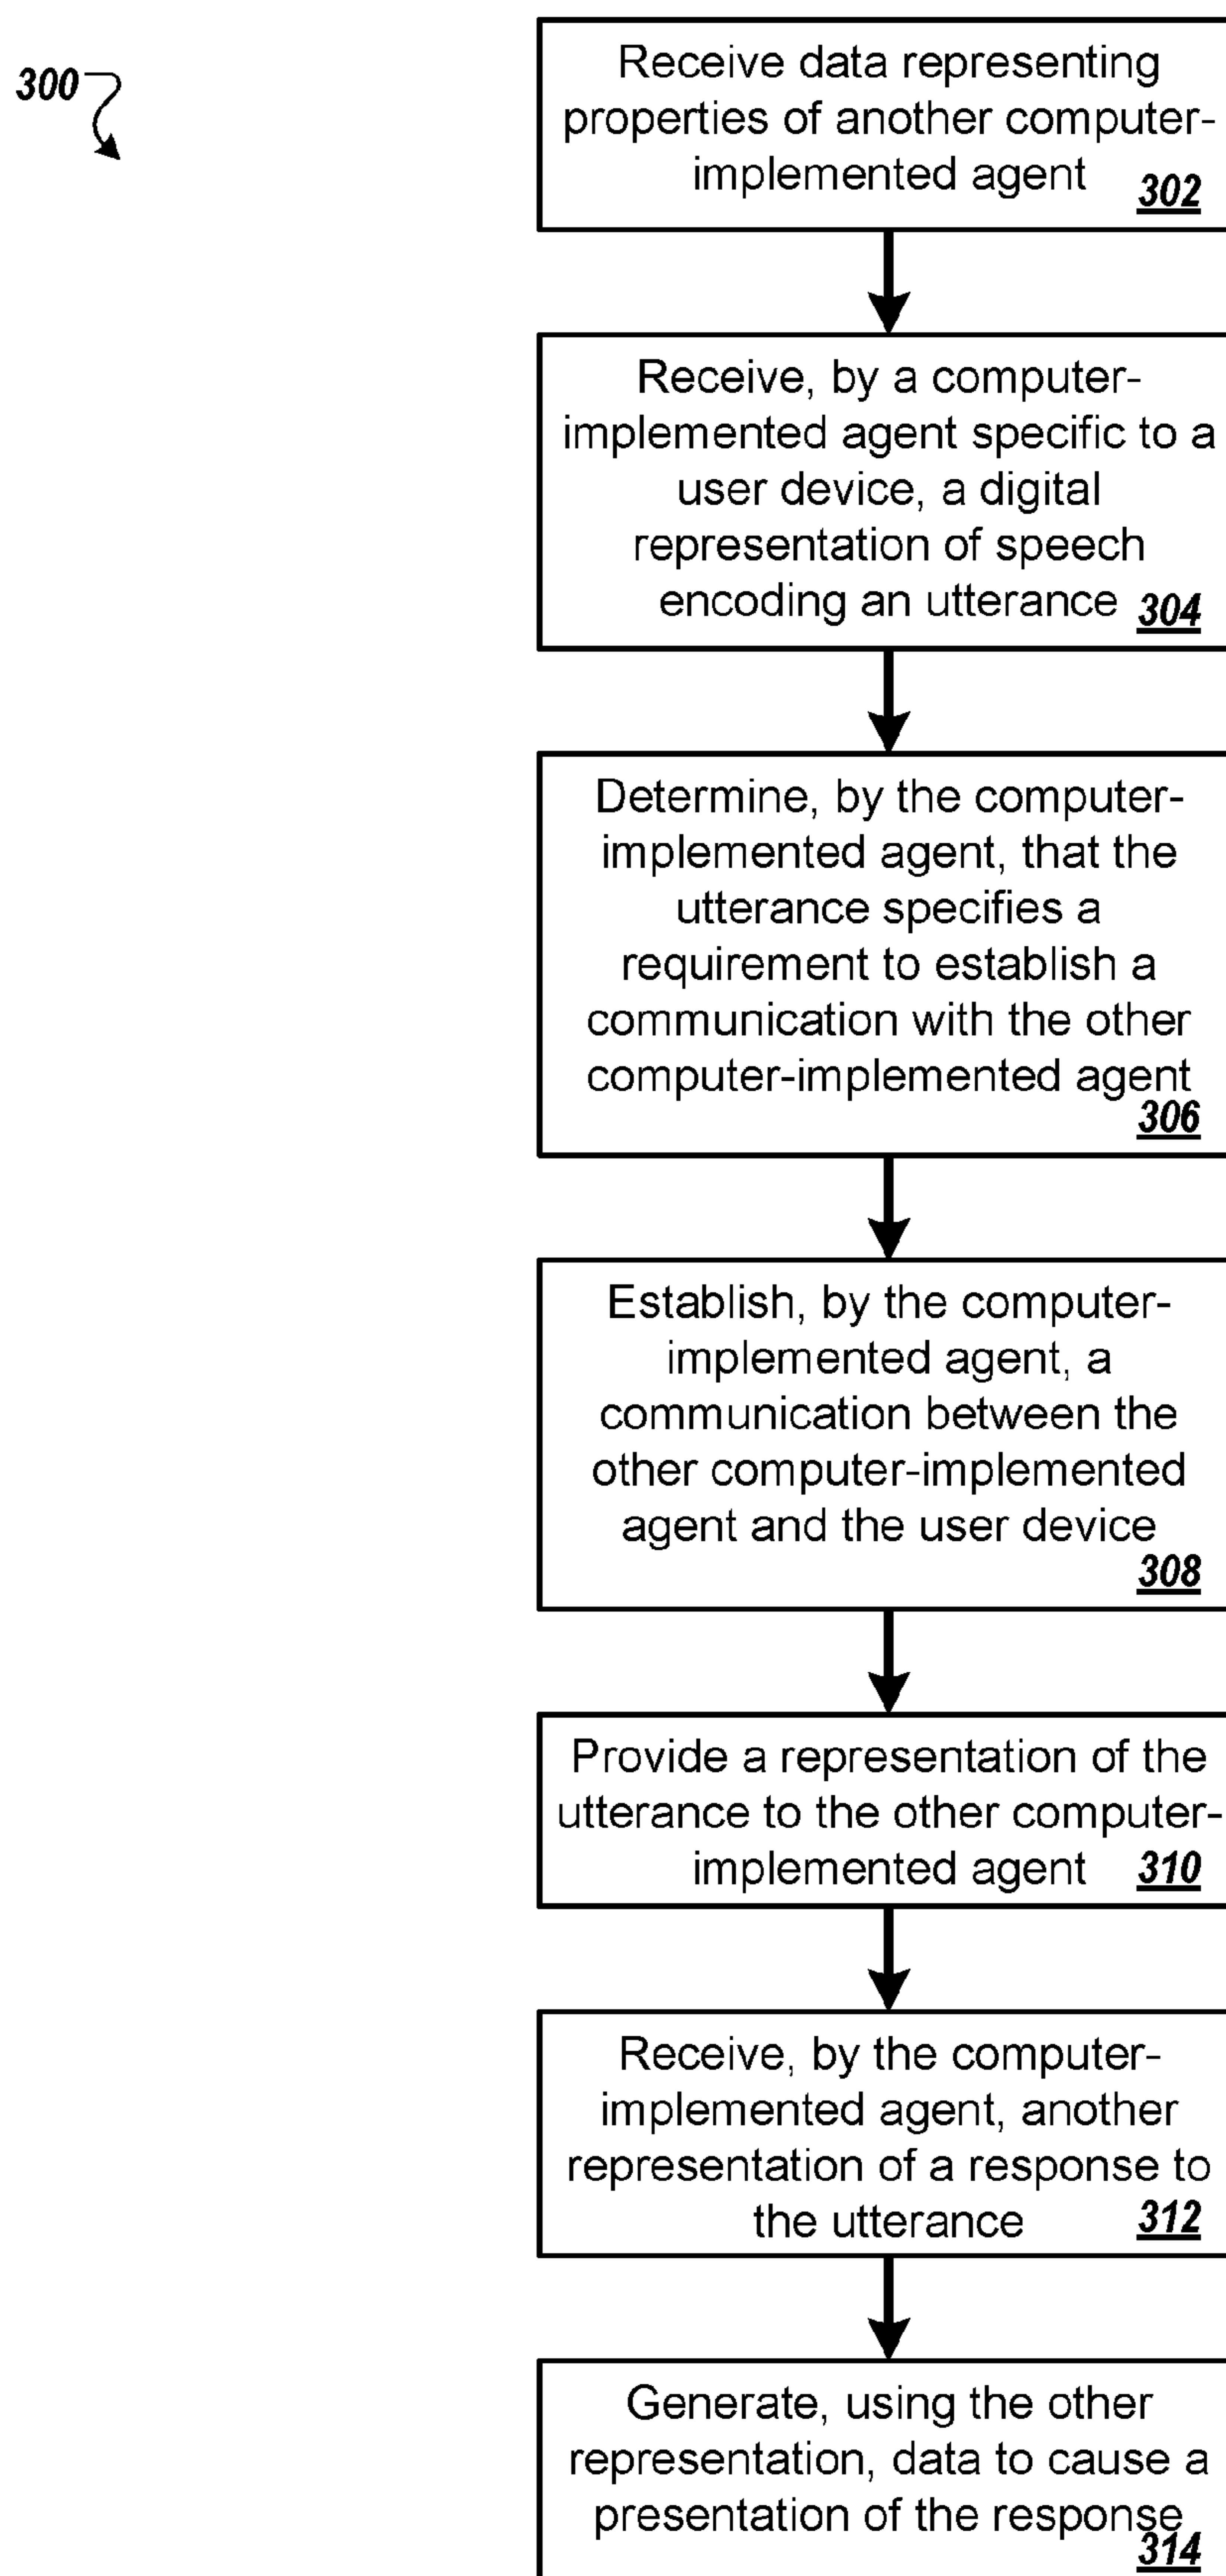 300
Receive data representing
properties of another computer-
implemented agent 302
Receive, by a computer-
implemented agent specific to a
user device, a digital
representation of speech
encoding an utterance 304
Determine, by the computer-
implemented agent, that the
utterance specifies a
requirement to establish a
communication with the other
computer-implemented agent
306
Establish, by the computer-
implemented agent, a
communication between the
other computer-implemented
agent and the user device
308
Provide a representation of the
utterance to the other computer-
implemented agent 310
Receive, by the computer-
implemented agent, another
representation of a response to
the utterance 312
Generate, using the other
representation, data to cause a
presentation of the response
314